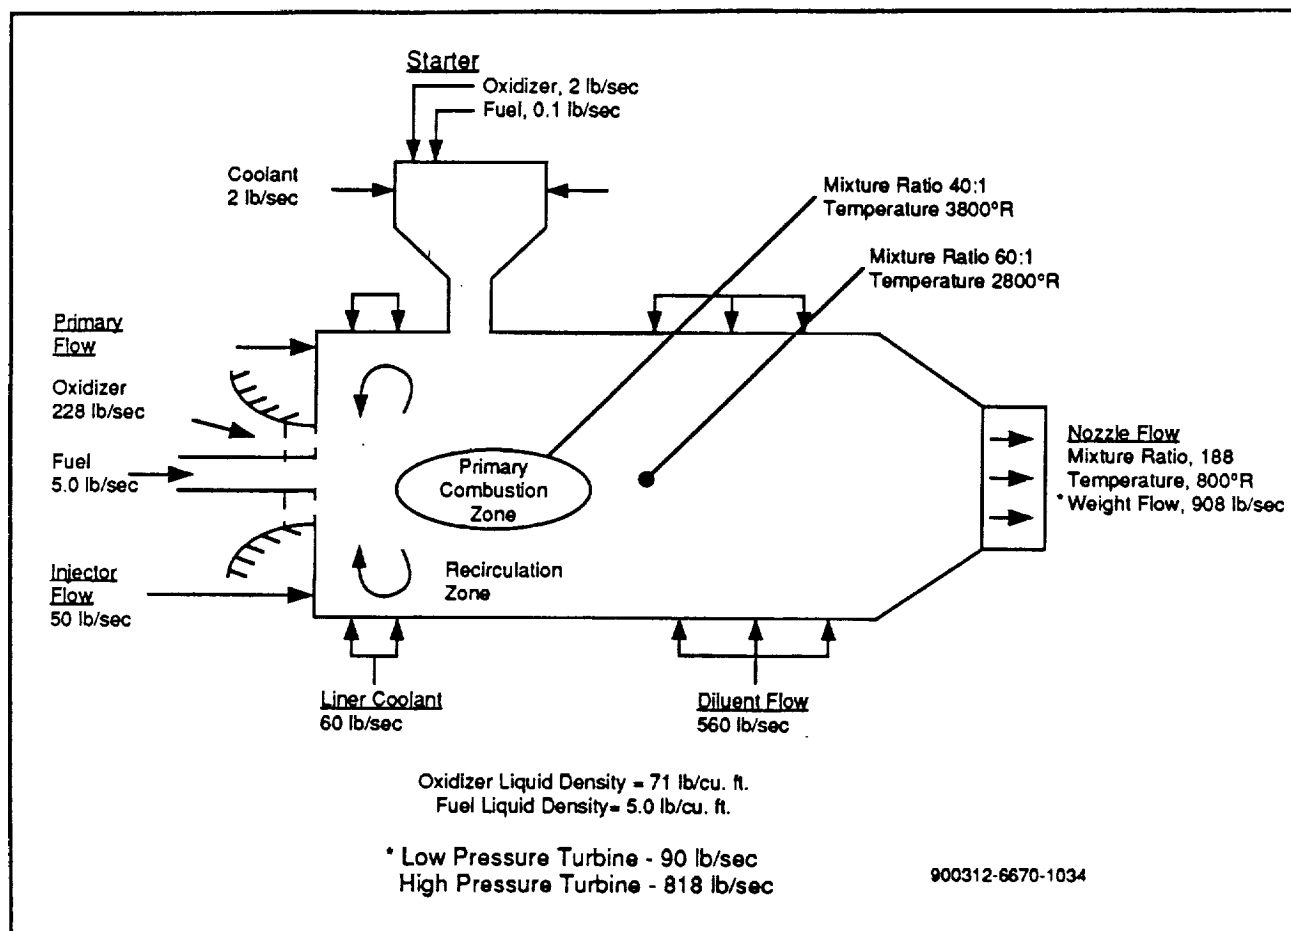 Starter
Oxidizer, 2 lb/sec
Fuel, 0.1 lb/sec
Coolant
2 lb/sec
Mixture Ratio 40:1
Temperature 3800°R
Mixture Ratio 60:1
Temperature 2800°R
Primary
Flow
Oxidizer
228 lb/sec
Fuel
5.0 lb/sec
Injector
Flow
50 lb/sec
Primary
Combustion
Zone
Recirculation
Zone
Nozzle Flow
Mixture Ratio, 188
Temperature, 800°R
* Weight Flow, 908 lb/sec
Liner Coolant
60 lb/sec
Diluent Flow
560 lb/sec
Oxidizer Liquid Density = 71 lb/cu. ft.
Fuel Liquid Density= 5.0 lb/cu. ft.
* Low Pressure Turbine - 90 lb/sec
High Pressure Turbine - 818 lb/sec
900312-6670-1034